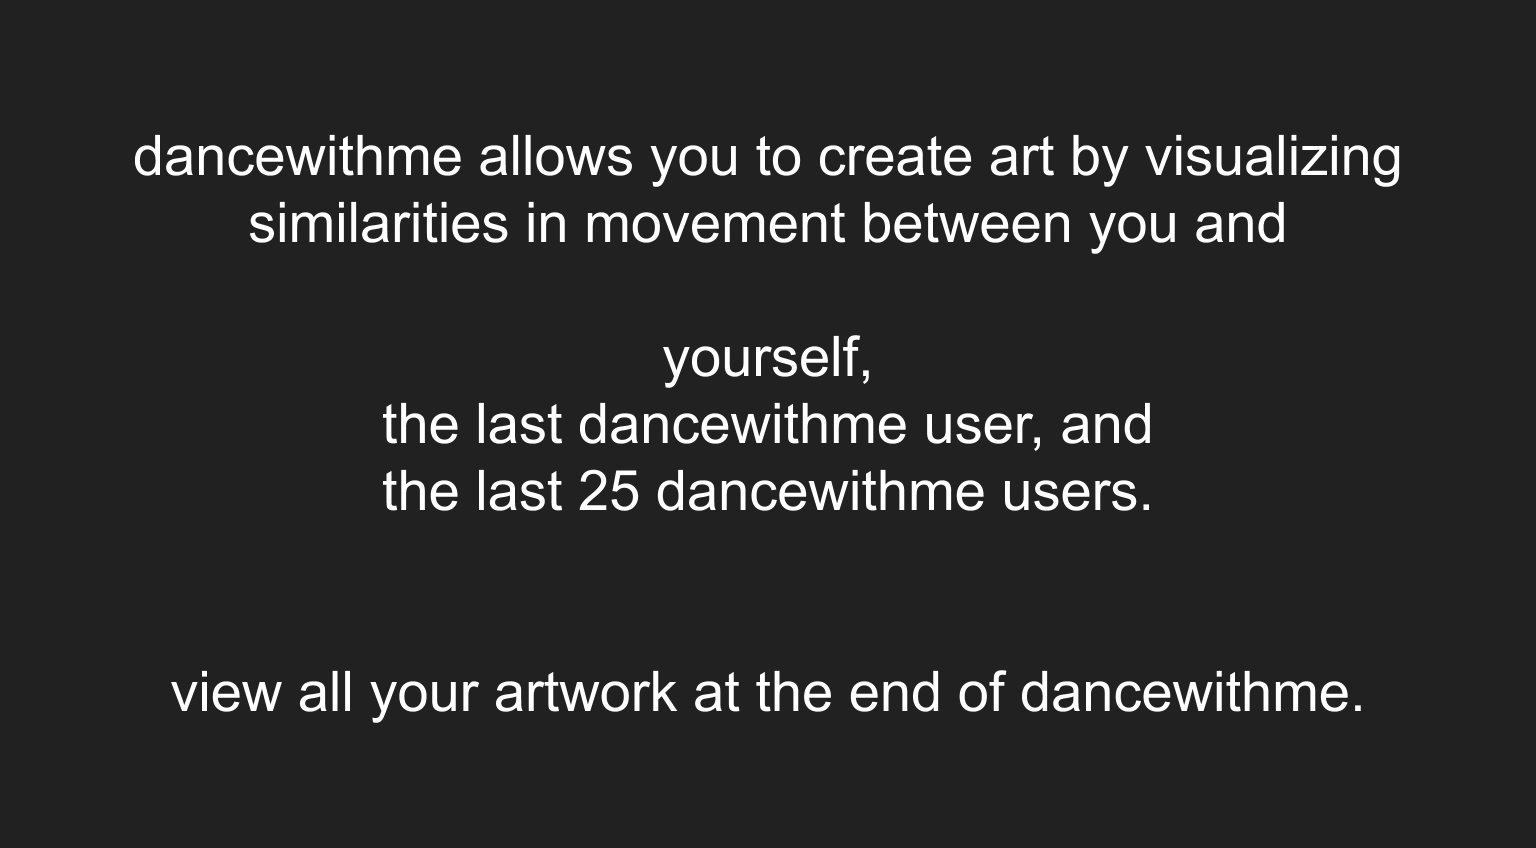 dancewithme allows you to create art by visualizing
similarities in movement between you and
yourself,
the last dancewithme user, and
the last 25 dancewithme users.
view all your artwork at the end of dancewithme.